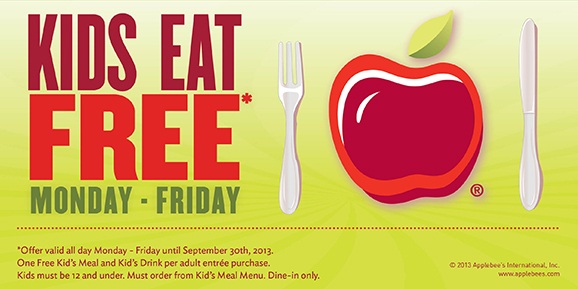 KIDS EAT
FREE*
MONDAY - FRIDAY
®
*Offer valid all day Monday – Friday until September 30th, 2013.
One Free Kid's Meal and Kid's Drink per adult entrée purchase.
Kids must be 12 and under. Must order from Kid's Meal Menu. Dine-in only.
© 2013 Applebee's International, Inc.
www.applebees.com